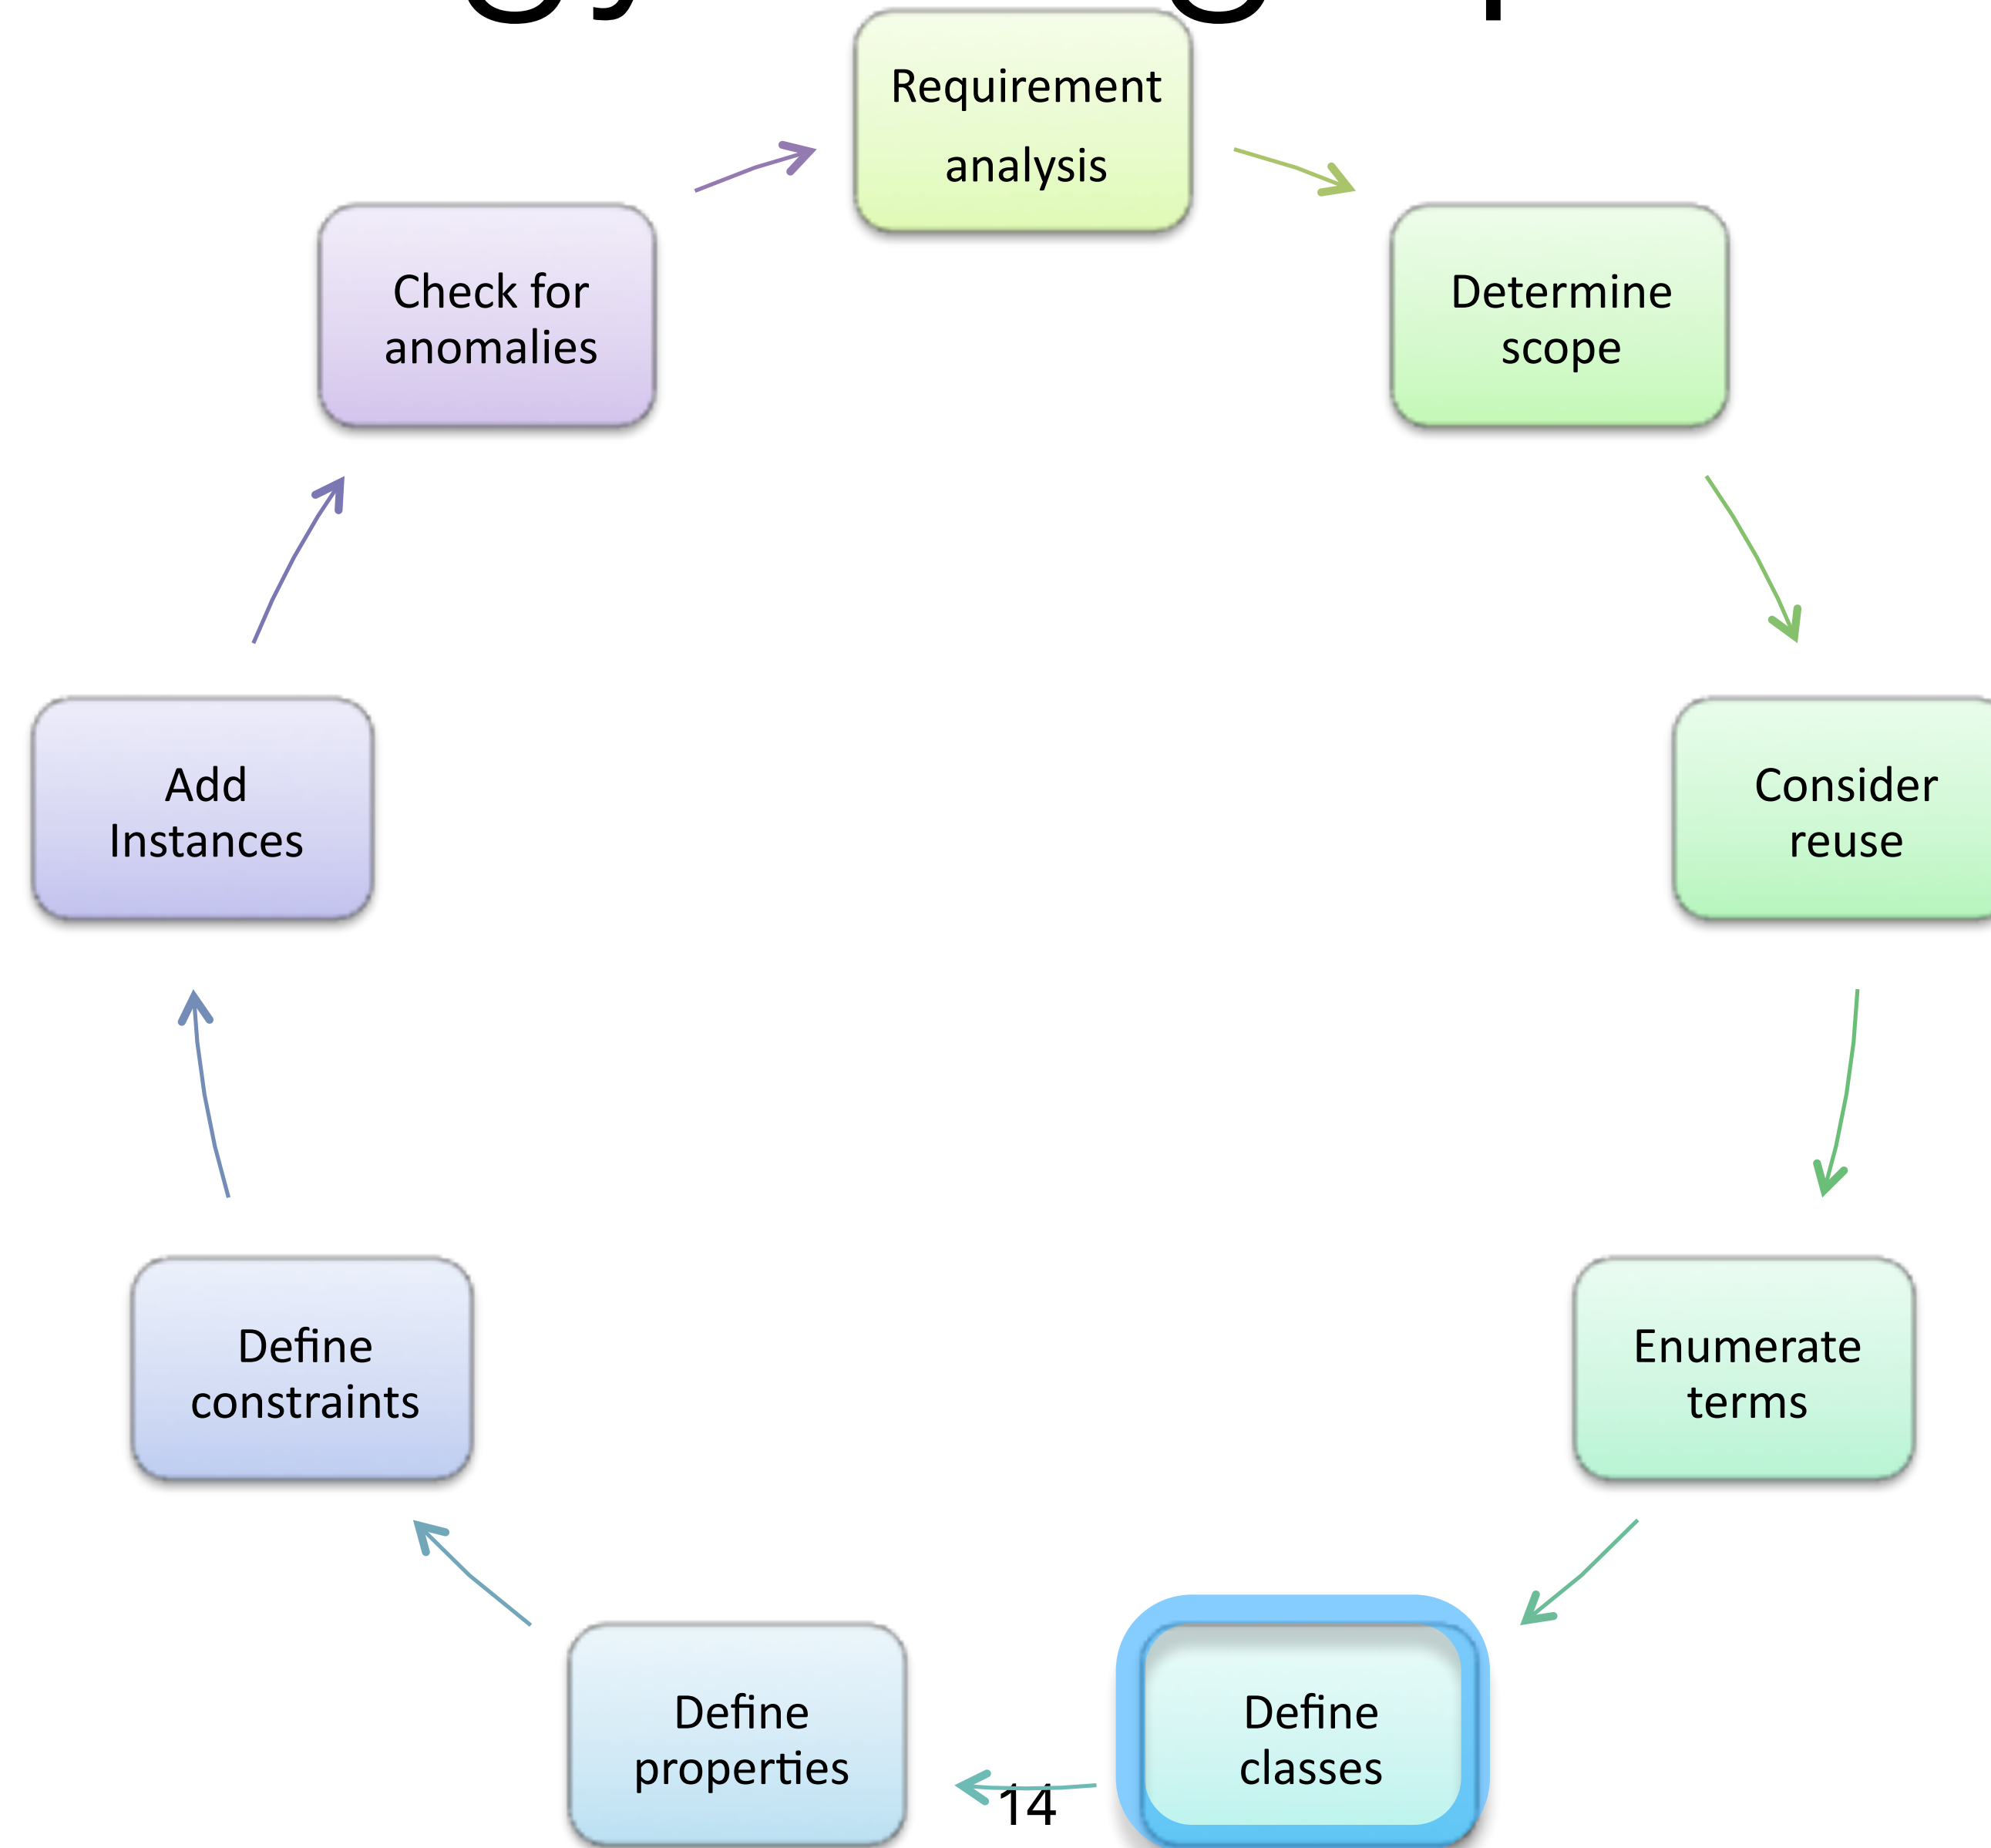 Requirement
analysis
Determine
scope
Consider
reuse
Enumerate
terms
Define
classes
Define
properties
Define
constraints
Add
Instances
Check for
anomalies
14